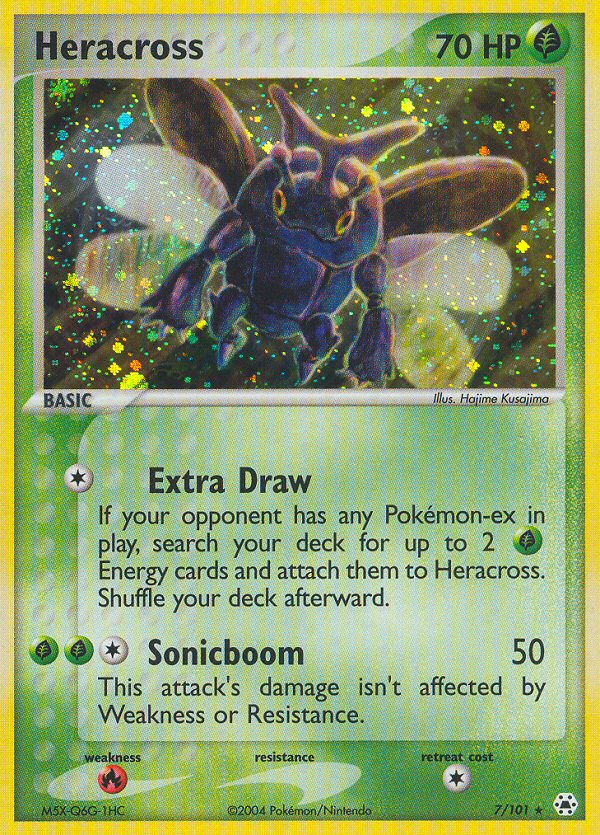 Heracross 70 HP
BASIC Illus. Hajime Kusajima
Extra Draw
If your opponent has any Pokémon-ex in
play, search your deck for up to 2
Energy cards and attach them to Heracross.
Shuffle your deck afterward.
Sonicboom 50
This attack's damage isn't affected by
Weakness or Resistance.
weakness resistance retreat cost
M5X-Q6G-1HC ©2004 Pokémon/Nintendo 7/101 ★